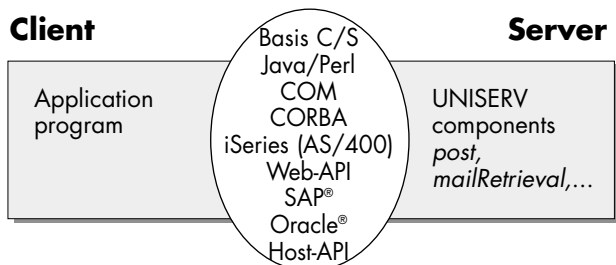 Client
Server
Application
program
Basis C/S
Java/Perl
COM
CORBA
iSeries (AS/400)
Web-API
SAP®
Oracle®
Host-API
UNISERV
components
post,
mailRetrieval,...